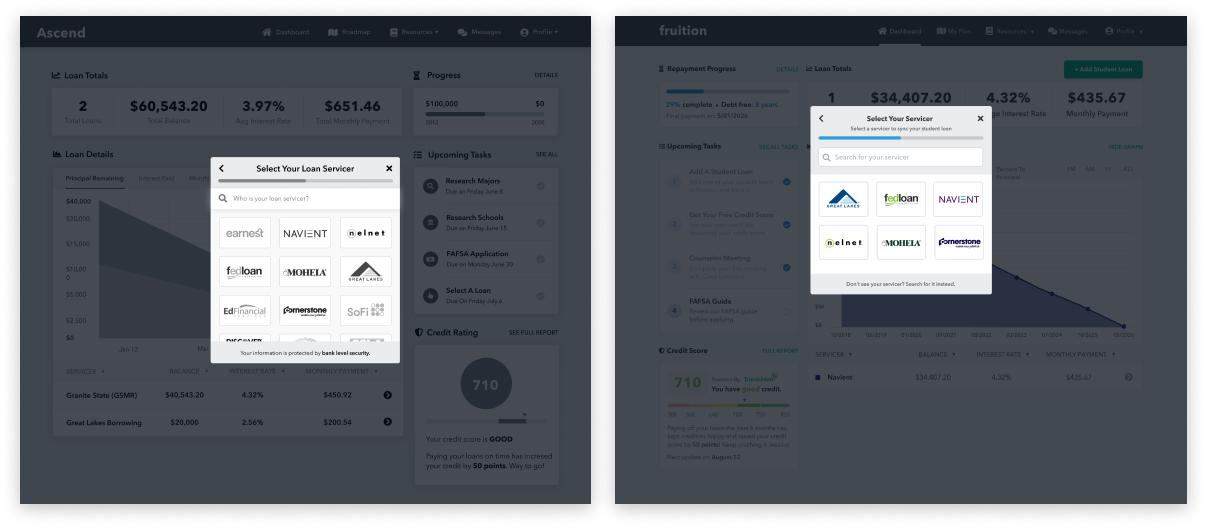 Ascend
Dashboard Roadmap Resources Messages Profile
Loan Totals
2 $60,543.20 3.97% $651.46
Total Loans Total Balance Avg Interest Rate Total Monthly Payment
Progress DETAILS
$100,000 $0
2012 2026
Loan Details
Principal Remaining Interest Paid
$40,000
$20,000
$15,000
$10,00
0
$5,000
$2,500
$0
Jan 12
Upcoming Tasks SEE ALL
Research Majors
Due on Friday June 8
Research Schools
Due on Friday June 15
FAFSA Application
Due on Monday June 30
Select A Loan
Due On Friday July 6
Select Your Loan Servicer
Who is your loan servicer?
earnest NAVIENT nelnet
fedloan MOHELA GREAT LAKES
EdFinancial Cornerstone SoFi
Your information is protected by bank level security.
SERVICER BALANCE INTEREST RATE MONTHLY PAYMENT
Granite State (GSMR) $40,543.20 4.32% $450.92
Great Lakes Borrowing $20,000 2.56% $200.54
Credit Rating SEE FULL REPORT
710
Your credit score is GOOD
Paying your loans on time has incresed
your credit by 50 points. Way to go!
fruition
Dashboard My Plan Resources Messages Profile
Repayment Progress DETAILS
29% complete • Debt free: 8 years
Final payment on: 5/01/2026
Loan Totals + Add Student Loan
1 $34,407.20 4.32% $435.67
ge Interest Rate Monthly Payment
Upcoming Tasks SEE ALL TASKS
1 Add A Student Loan
2 Get Your Free Credit Score
3 Counselor Meeting
4 FAFSA Guide
Review our FAFSA guide
before applying.
HIDE GRAPH
Payments To
Principal
1M 5M 1Y ALL
Select Your Servicer
Select a servicer to sync your student loan
Search for your servicer
GREAT LAKES fedloan NAVIENT
nelnet MOHELA Cornerstone
Don't see your servicer? Search for it instead.
$0
10/2018 09/2019 01/2020 09/2021 08/2022 02/2023 07/2024 10/2025 05/2026
SERVICER BALANCE INTEREST RATE MONTHLY PAYMENT
Navient $34,407.20 4.32% $435.67
Credit Score FULL REPORT
710 Powered By TransUnion
You have good credit.
300 500 640 700 750 850
Paying off your loans the past 6 months has
kept creditors happy and raised your credit
score by 50 points! Keep crushing it sealord
Next update on August 12